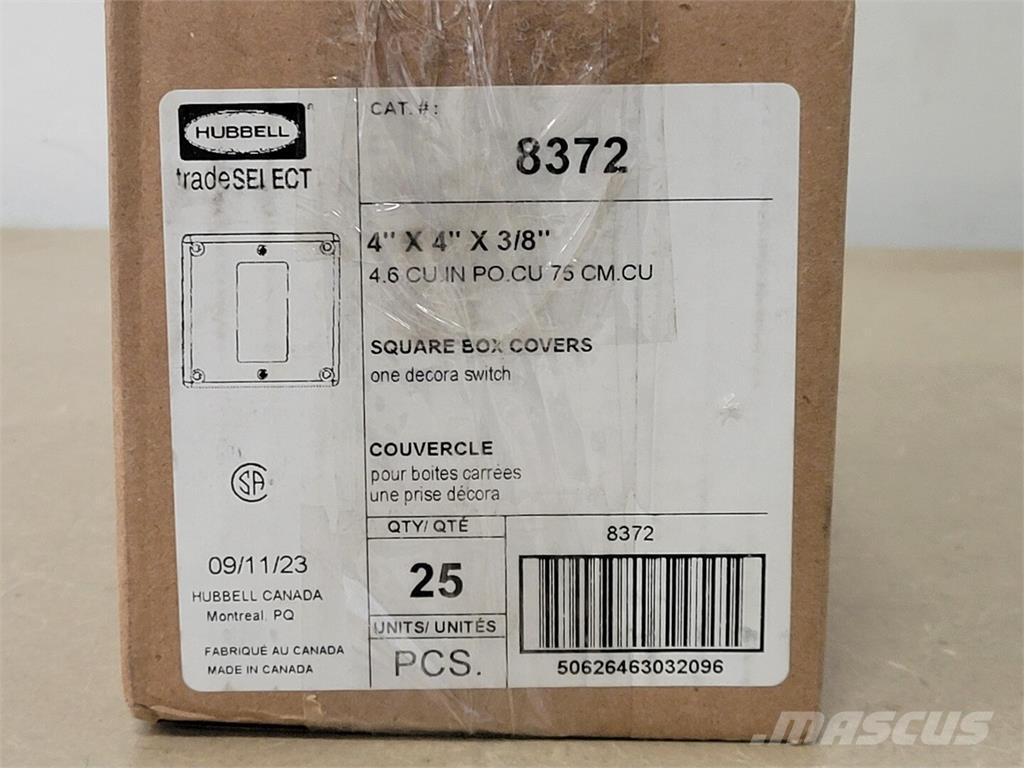 HUBBELL
tradeSELECT
CAT. # :
8372
4" X 4" X 3/8"
4.6 CU.IN PO.CU 75 CM.CU
SQUARE BOX COVERS
one decora switch
COUVERCLE
pour boites carrées
une prise décora
CSA
09/11/23
HUBBELL CANADA
Montreal, PQ
FABRIQUÉ AU CANADA
MADE IN CANADA
QTY/ QTÉ
25
UNITS/ UNITÉS
PCS.
8372
50626463032096
MASCUS